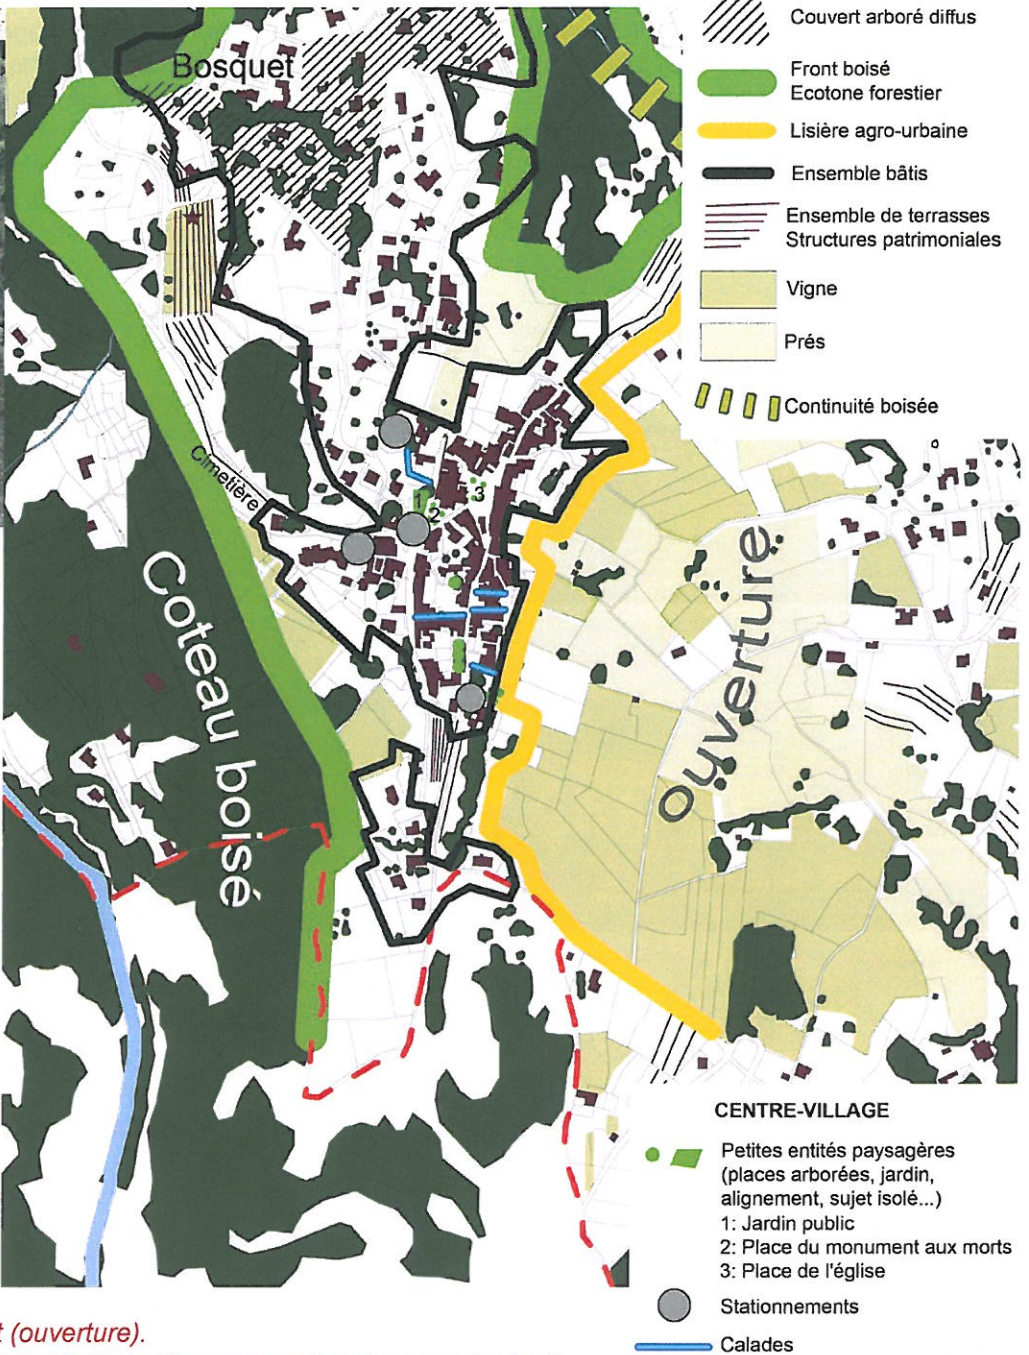 Couvert arboré diffus
Front boisé
Ecotone forestier
Lisière agro-urbaine
Ensemble bâtis
Ensemble de terrasses
Structures patrimoniales
Vigne
Prés
Continuité boisée
Bosquet
Cimetière
1
2
3
Coteau boisé
ouverture
CENTRE-VILLAGE
Petites entités paysagères
(places arborées, jardin,
alignement, sujet isolé...)
1: Jardin public
2: Place du monument aux morts
3: Place de l'église
Stationnements
Calades
t (ouverture).